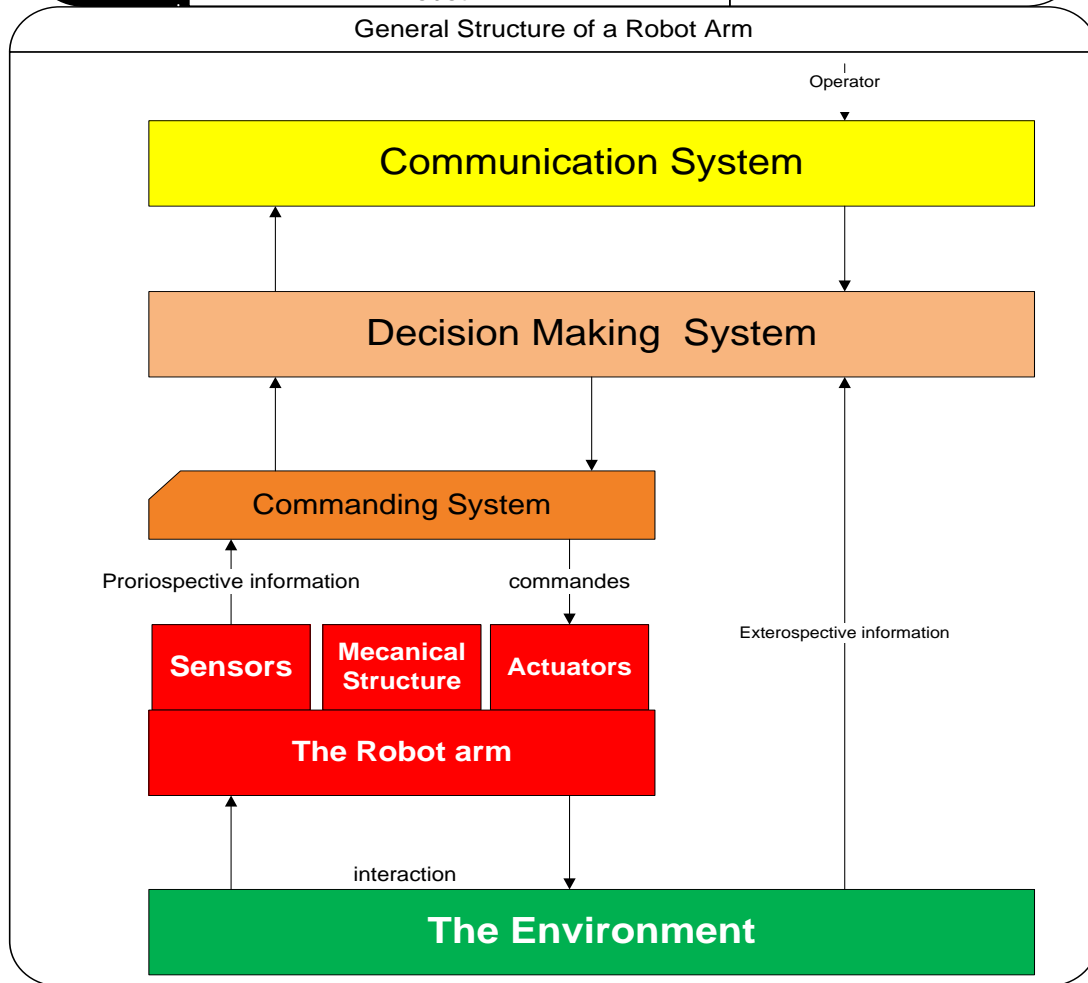 General Structure of a Robot Arm
Operator
Communication System
Decision Making System
Commanding System
Proriospective information
commandes
Exterospective information
Sensors
Mecanical
Structure
Actuators
The Robot arm
interaction
The Environment